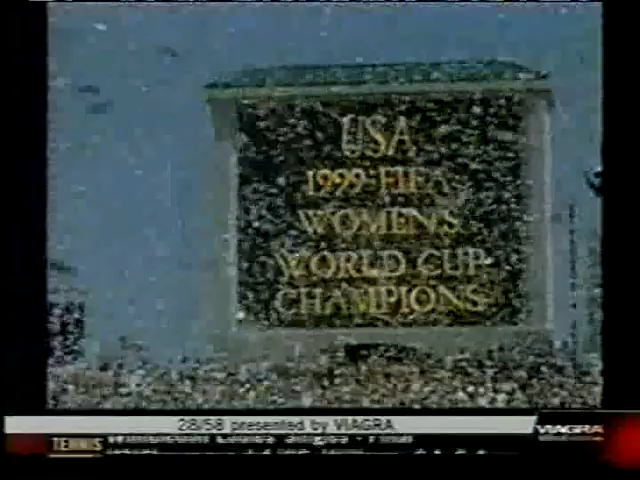 USA
1999 FIFA
WOMEN'S
WORLD CUP
CHAMPIONS
28/58 presented by VIAGRA
VIAGRA
TENNIS